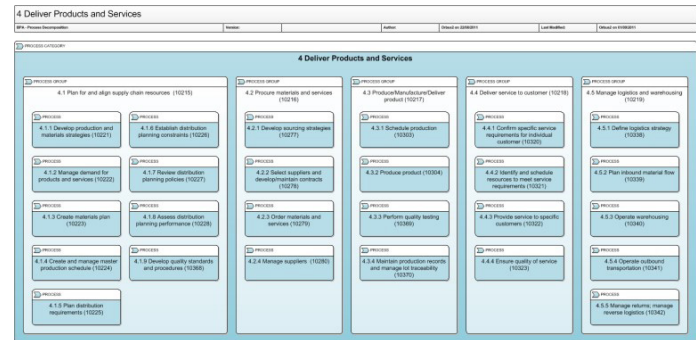 4 Deliver Products and Services
BPA - Process Decomposition
Version:
Author:
Orbus2 on 22/08/2011
Last Modified:
Orbus2 on 01/09/2011
PROCESS CATEGORY
4 Deliver Products and Services
PROCESS GROUP
4.1 Plan for and align supply chain resources (10215)
PROCESS
4.1.1 Develop production and
materials strategies (10221)
PROCESS
4.1.6 Establish distribution
planning constraints (10226)
PROCESS
4.1.2 Manage demand for
products and services (10222)
PROCESS
4.1.7 Review distribution
planning policies (10227)
PROCESS
4.1.3 Create materials plan
(10223)
PROCESS
4.1.8 Assess distribution
planning performance (10228)
PROCESS
4.1.4 Create and manage master
production schedule (10224)
PROCESS
4.1.9 Develop quality standards
and procedures (10368)
PROCESS
4.1.5 Plan distribution
requirements (10225)
PROCESS GROUP
4.2 Procure materials and services
(10216)
PROCESS
4.2.1 Develop sourcing strategies
(10277)
PROCESS
4.2.2 Select suppliers and
develop/maintain contracts
(10278)
PROCESS
4.2.3 Order materials and
services (10279)
PROCESS
4.2.4 Manage suppliers (10280)
PROCESS GROUP
4.3 Produce/Manufacture/Deliver
product (10217)
PROCESS
4.3.1 Schedule production
(10303)
PROCESS
4.3.2 Produce product (10304)
PROCESS
4.3.3 Perform quality testing
(10369)
PROCESS
4.3.4 Maintain production records
and manage lot traceability
(10370)
PROCESS GROUP
4.4 Deliver service to customer (10218)
PROCESS
4.4.1 Confirm specific service
requirements for individual
customer (10320)
PROCESS
4.4.2 Identify and schedule
resources to meet service
requirements (10321)
PROCESS
4.4.3 Provide service to specific
customers (10322)
PROCESS
4.4.4 Ensure quality of service
(10323)
PROCESS GROUP
4.5 Manage logistics and warehousing
(10219)
PROCESS
4.5.1 Define logistics strategy
(10338)
PROCESS
4.5.2 Plan inbound material flow
(10339)
PROCESS
4.5.3 Operate warehousing
(10340)
PROCESS
4.5.4 Operate outbound
transportation (10341)
PROCESS
4.5.5 Manage returns; manage
reverse logistics (10342)